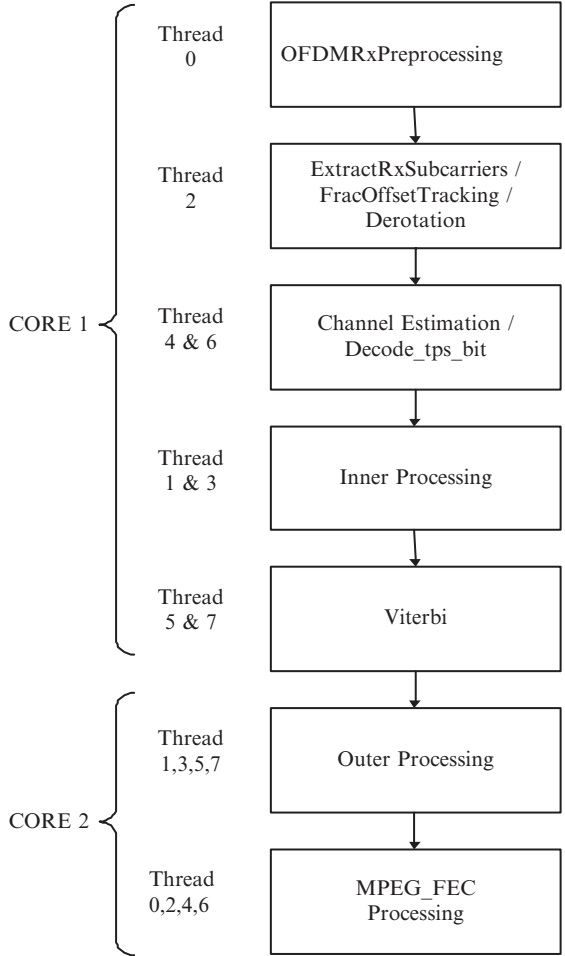 Thread
0
OFDMRxPreprocessing
Thread
2
ExtractRxSubcarriers /
FracOffsetTracking /
Derotation
CORE 1
Thread
4 & 6
Channel Estimation /
Decode_tps_bit
Thread
1 & 3
Inner Processing
Thread
5 & 7
Viterbi
CORE 2
Thread
1,3,5,7
Outer Processing
Thread
0,2,4,6
MPEG_FEC
Processing